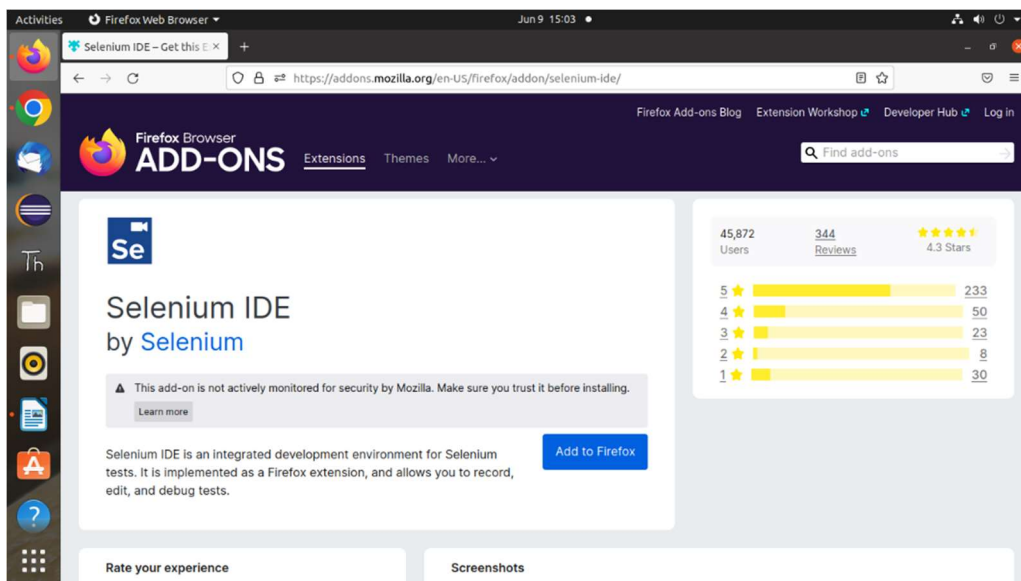 Activities
Firefox Web Browser
Jun 9 15:03
Selenium IDE – Get this E
https://addons.mozilla.org/en-US/firefox/addon/selenium-ide/
Firefox Add-ons Blog Extension Workshop Developer Hub Log in
Firefox Browser
ADD-ONS
Extensions Themes More...
Find add-ons
Se
Selenium IDE
by Selenium
This add-on is not actively monitored for security by Mozilla. Make sure you trust it before installing.
Learn more
Selenium IDE is an integrated development environment for Selenium
tests. It is implemented as a Firefox extension, and allows you to record,
edit, and debug tests.
Add to Firefox
45,872 344
Users Reviews 4.3 Stars
5 233
4 50
3 23
2 8
1 30
Th
A
?
Rate your experience
Screenshots